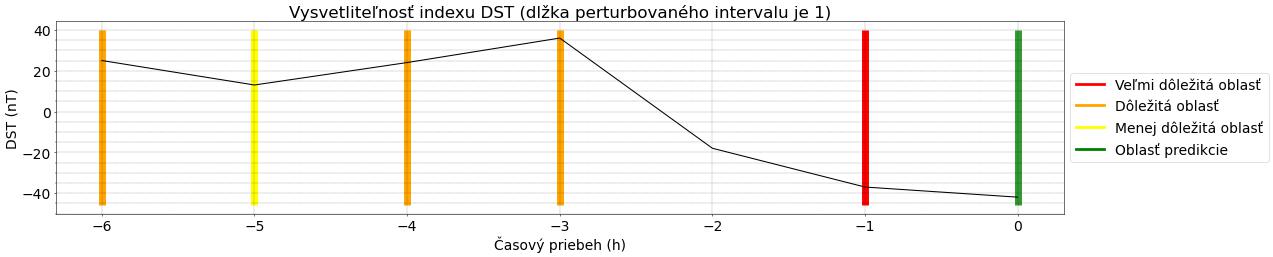 Vysvetliteľnosť indexu DST (dlžka perturbovaného intervalu je 1)
DST (nT)
40
20
0
−20
−40
−6 −5 −4 −3 −2 −1 0
Časový priebeh (h)
Veľmi dôležitá oblasť
Dôležitá oblasť
Menej dôležitá oblasť
Oblasť predikcie